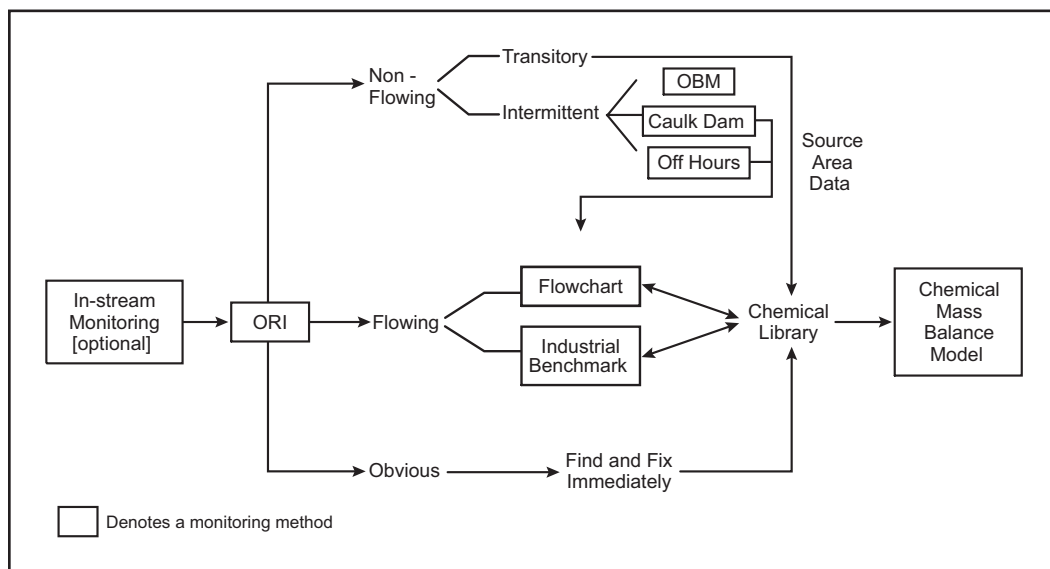 Non -
Flowing
Transitory
Intermittent
OBM
Caulk Dam
Off Hours
Source
Area
Data
In-stream
Monitoring
[optional]
ORI
Flowing
Flowchart
Industrial
Benchmark
Chemical
Library
Chemical
Mass
Balance
Model
Obvious
Find and Fix
Immediately
Denotes a monitoring method